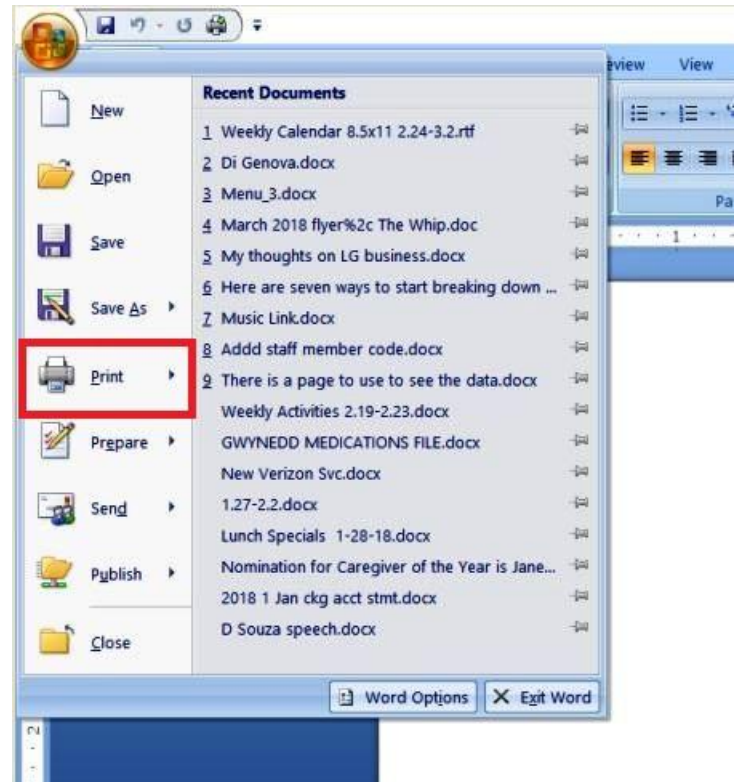 eview View
New
Open
Save
Save As
Print
Prepare
Send
Publish
Close
Recent Documents
1 Weekly Calendar 8.5x11 2.24-3.2.rtf
2 Di Genova.docx
3 Menu_3.docx
4 March 2018 flyer%2c The Whip.doc
5 My thoughts on LG business.docx
6 Here are seven ways to start breaking down ...
7 Music Link.docx
8 Addd staff member code.docx
9 There is a page to use to see the data.docx
Weekly Activities 2.19-2.23.docx
GWYNEDD MEDICATIONS FILE.docx
New Verizon Svc.docx
1.27-2.2.docx
Lunch Specials 1-28-18.docx
Nomination for Caregiver of the Year is Jane...
2018 1 Jan ckg acct stmt.docx
D Souza speech.docx
Word Options
Exit Word
Pa
1
2